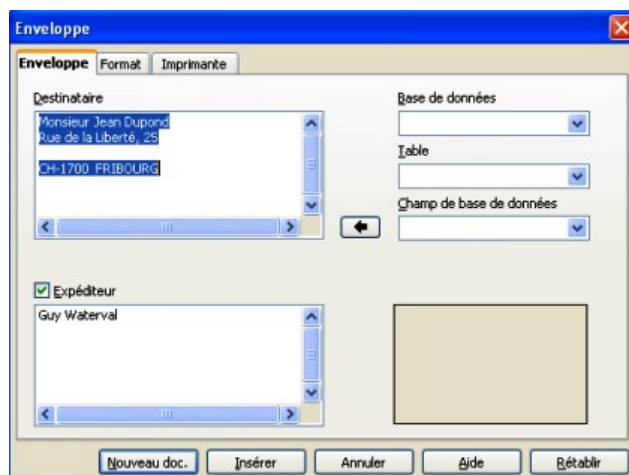 Enveloppe
Enveloppe Format Imprimante
Destinataire
Monsieur Jean Dupond
Rue de la Liberté, 25
CH-1700 FRIBOURG
Base de données
Table
Champ de base de données
Expéditeur
Guy Waterval
Nouveau doc. Insérer Annuler Aide Rétablir